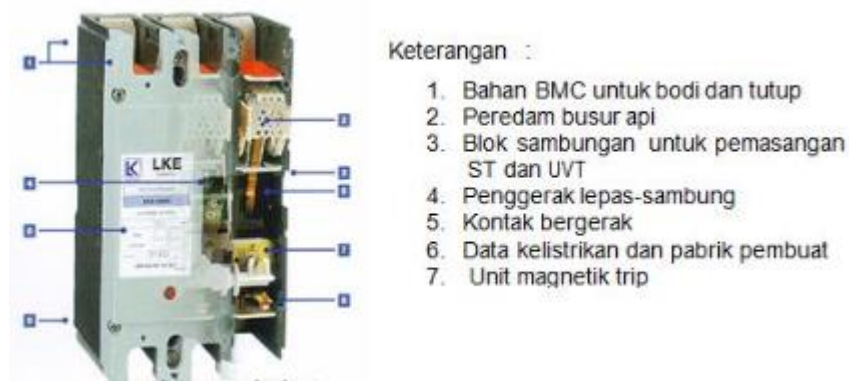 LKE
Keterangan :
1. Bahan BMC untuk bodi dan tutup
2. Peredam busur api
3. Blok sambungan untuk pemasangan
ST dan UVT
4. Penggerak lepas-sambung
5. Kontak bergerak
6. Data kelistrikan dan pabrik pembuat
7. Unit magnetik trip